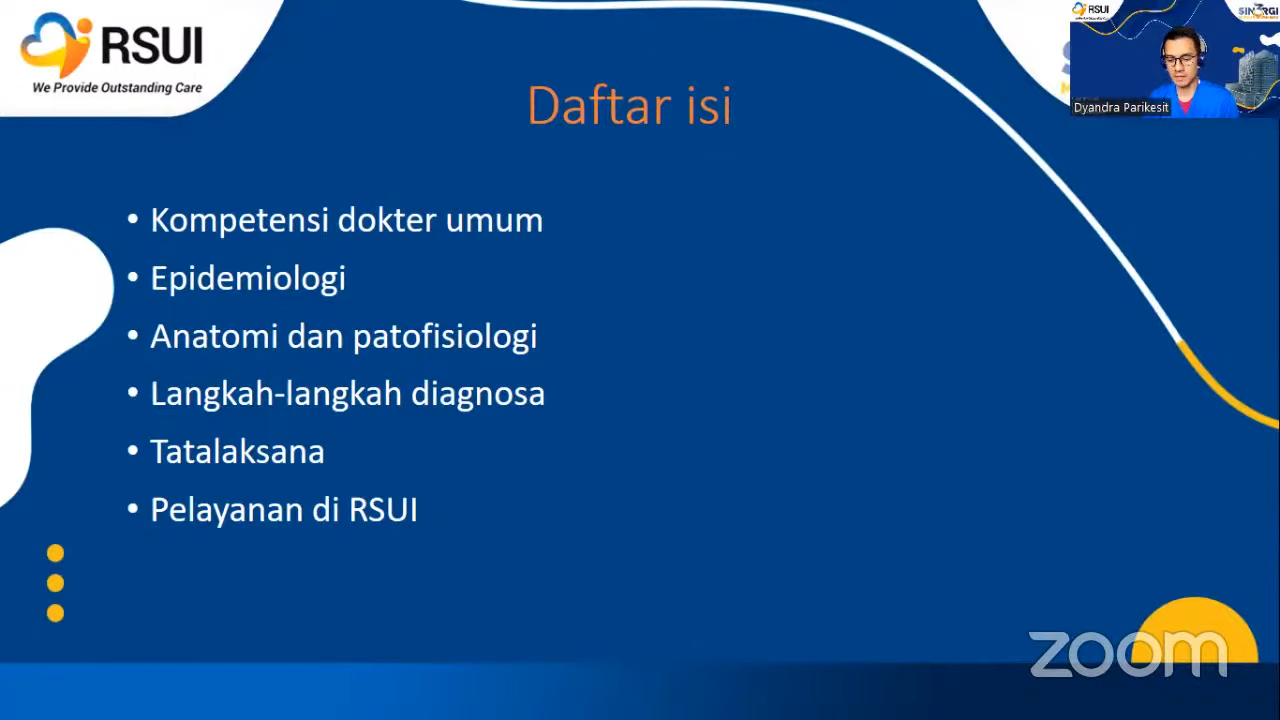 RSUI
We Provide Outstanding Care
Daftar isi
• Kompetensi dokter umum
• Epidemiologi
• Anatomi dan patofisiologi
• Langkah-langkah diagnosa
• Tatalaksana
• Pelayanan di RSUI
RSUI
Dyandra Parikesit
zoom